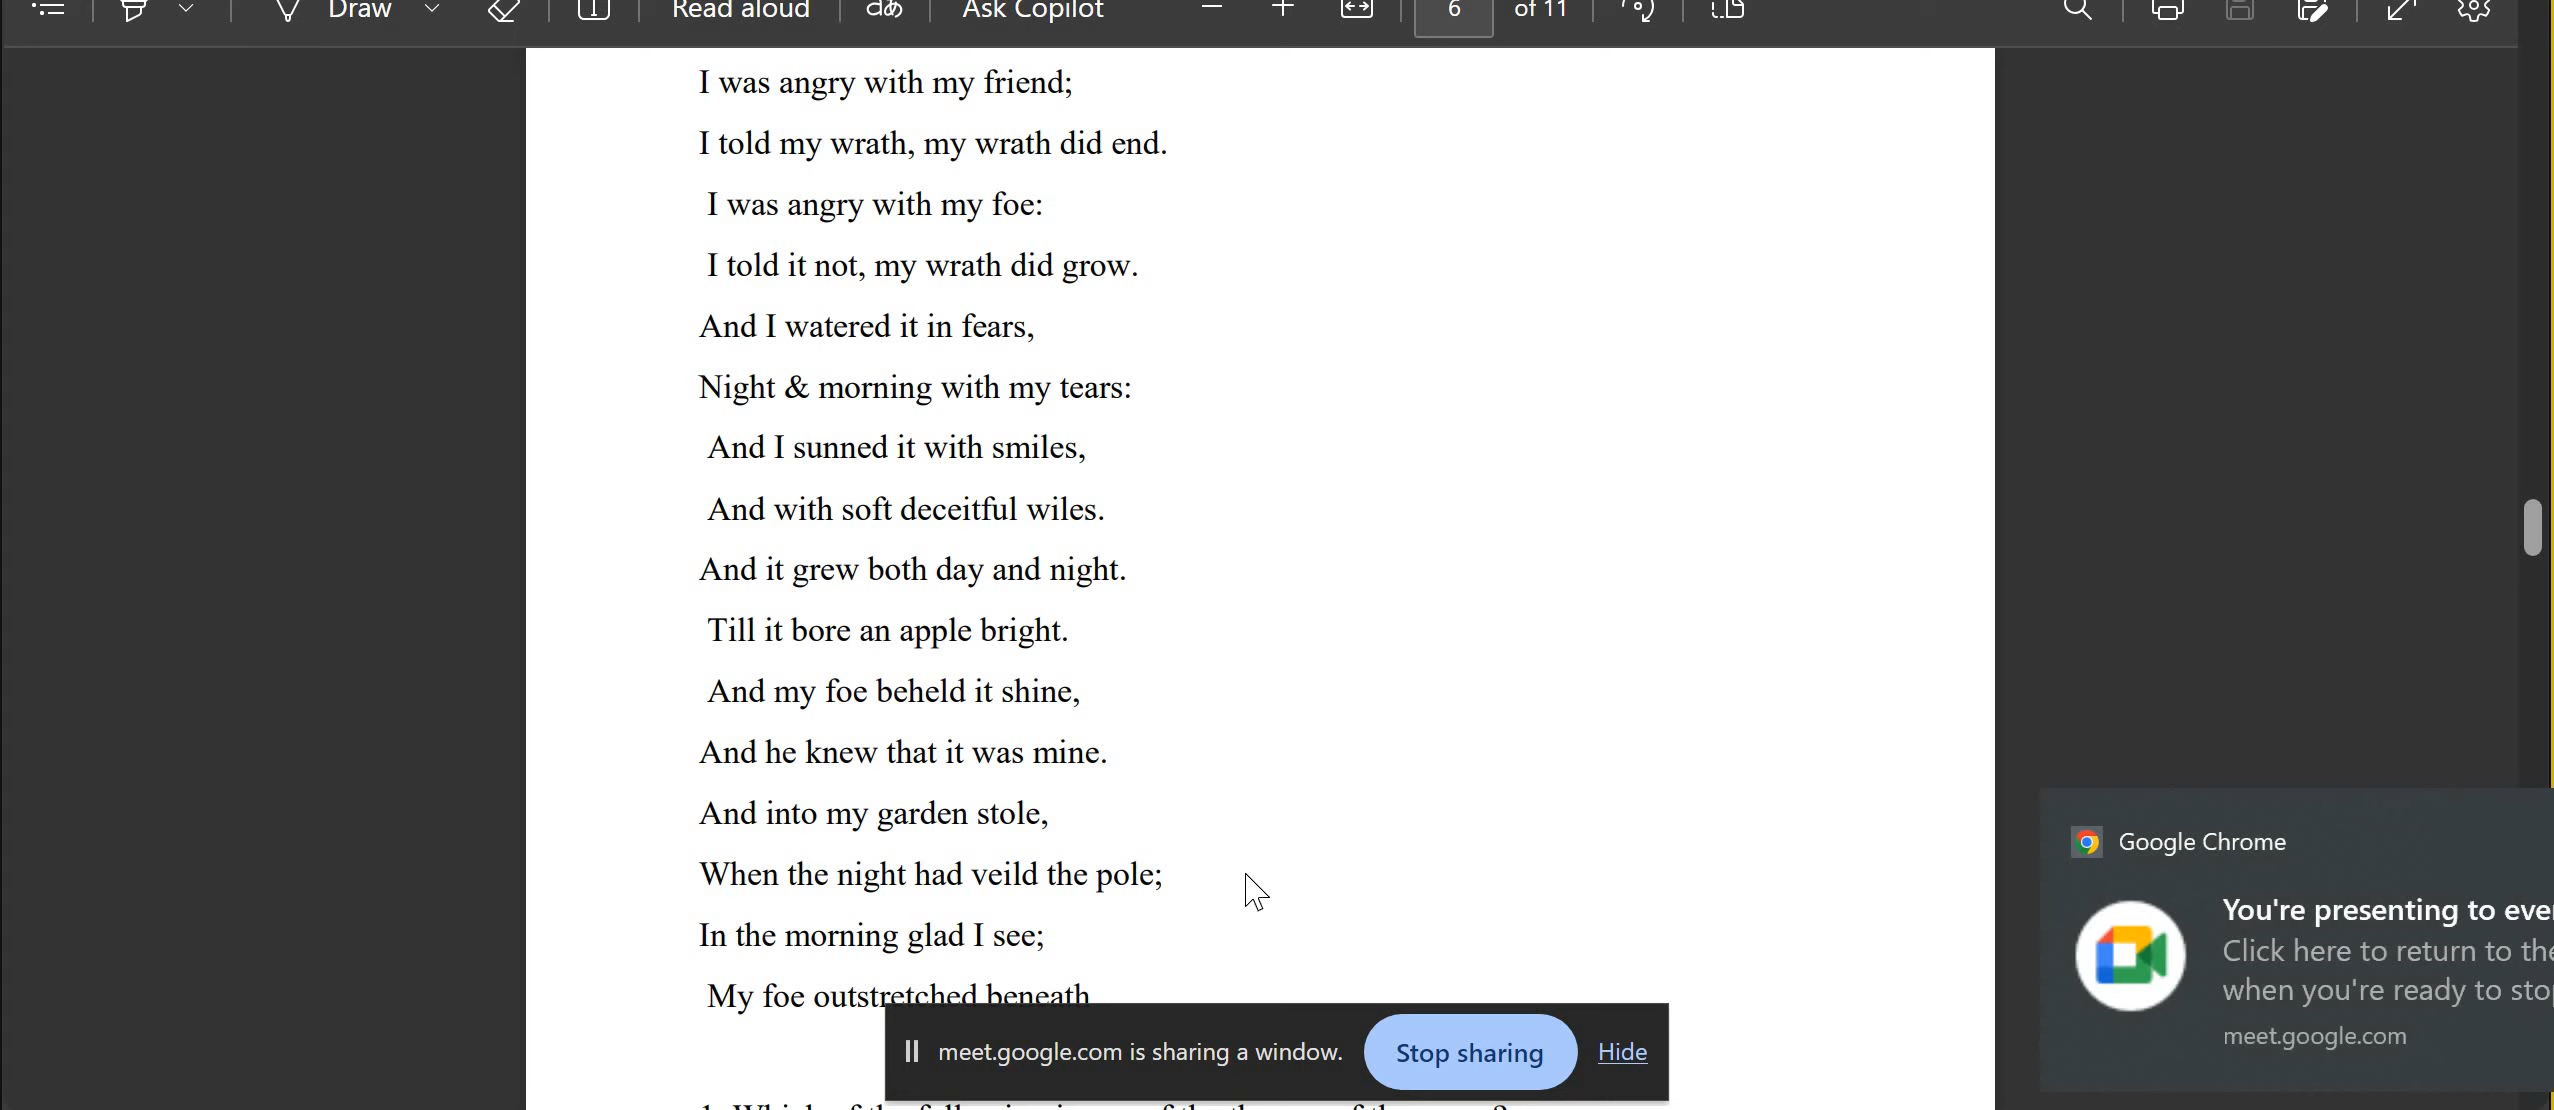 Draw
Read aloud
aあ
Ask Copilot
6
of 11
I was angry with my friend;
I told my wrath, my wrath did end.
I was angry with my foe:
I told it not, my wrath did grow.
And I watered it in fears,
Night & morning with my tears:
And I sunned it with smiles,
And with soft deceitful wiles.
And it grew both day and night.
Till it bore an apple bright.
And my foe beheld it shine,
And he knew that it was mine.
And into my garden stole,
When the night had veild the pole;
In the morning glad I see;
My foe outstretched beneath
meet.google.com is sharing a window.
Stop sharing
Hide
Google Chrome
You're presenting to eve
Click here to return to the
when you're ready to sto
meet.google.com